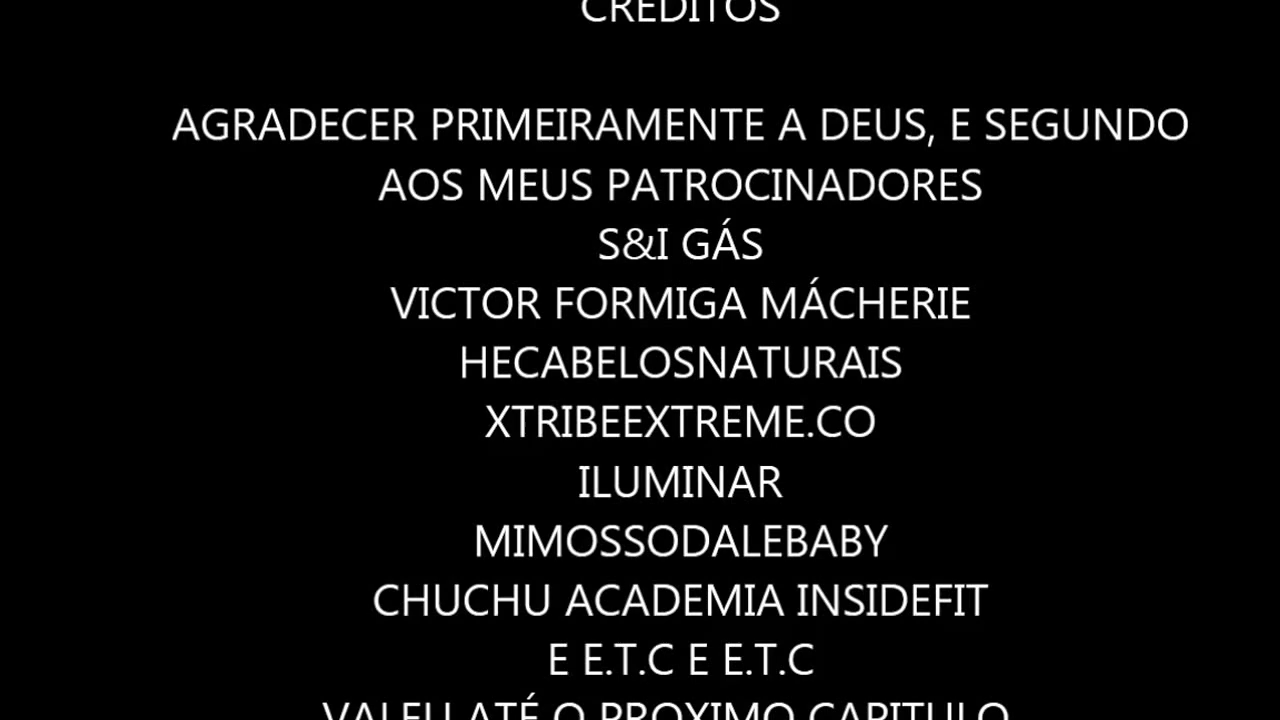 CREDITOS
AGRADECER PRIMEIRAMENTE A DEUS, E SEGUNDO
AOS MEUS PATROCINADORES
S&I GÁS
VICTOR FORMIGA MÁCHERIE
HECABELOSNATURAIS
XTRIBEEXTREME.CO
ILUMINAR
MIMOSSODALEBABY
CHUCHU ACADEMIA INSIDEFIT
E E.T.C E E.T.C
VALEU ATÉ O PROXIMO CAPITULO